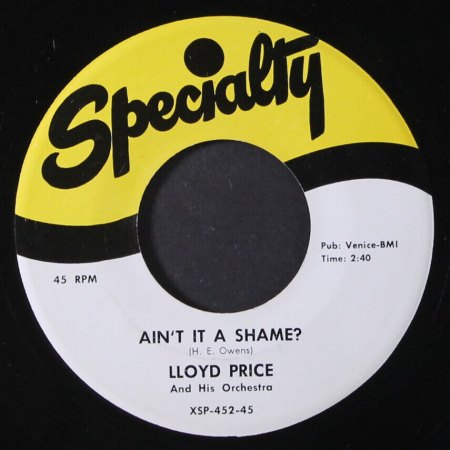 Specialty
Pub: Venice-BMI
Time: 2:40
45 RPM
AIN'T IT A SHAME?
(H. E. Owens)
LLOYD PRICE
And His Orchestra
XSP-452-45